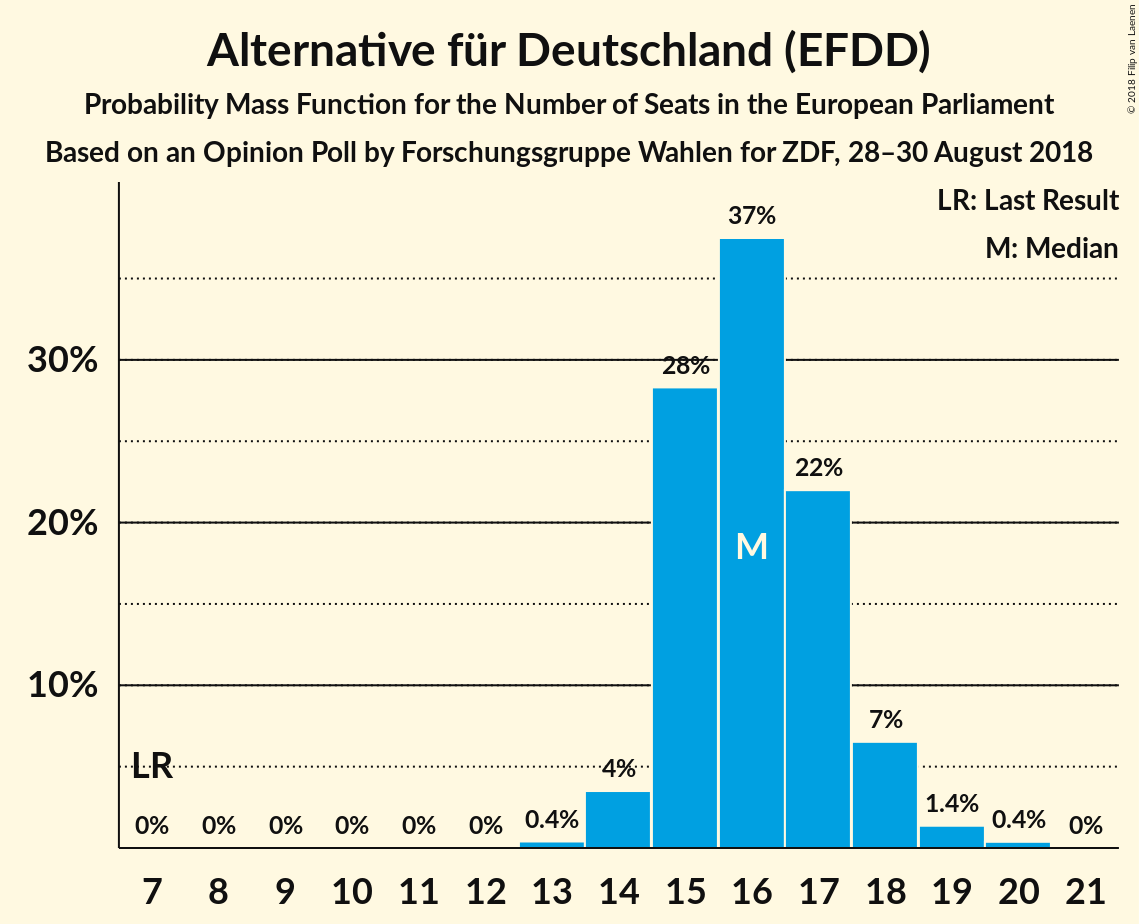 Alternative für Deutschland (EFDD)
Probability Mass Function for the Number of Seats in the European Parliament
Based on an Opinion Poll by Forschungsgruppe Wahlen for ZDF, 28–30 August 2018
© 2018 Filip van Laenen
LR: Last Result
M: Median
37%
30%
28%
22%
20%
M
10%
7%
LR
4%
1.4%
0% 0% 0% 0% 0% 0% 0.4% 0.4% 0%
7 8 9 10 11 12 13 14 15 16 17 18 19 20 21